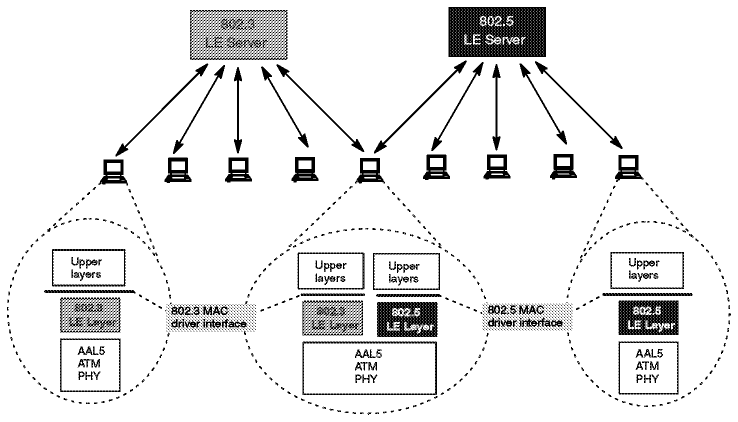 802.3
LE Server
802.5
LE Server
Upper
layers
802.3
LE Layer
AAL5
ATM
PHY
802.3 MAC
driver interface
Upper
layers
Upper
layers
802.3
LE Layer
802.5
LE Layer
AAL5
ATM
PHY
802.5 MAC
driver interface
Upper
layers
802.5
LE Layer
AAL5
ATM
PHY